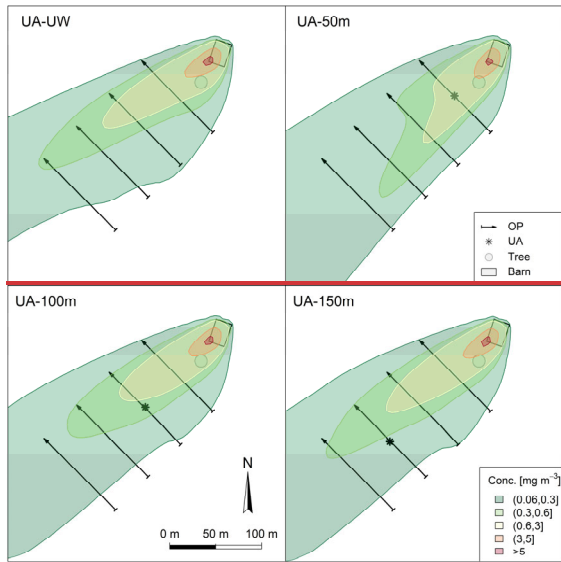 UA-UW
UA-50m
OP
UA
Tree
Barn
UA-100m
UA-150m
N
0 m 50 m 100 m
Conc. [mg m⁻³]
(0.06,0.3]
(0.3,0.6]
(0.6,3]
(3,5]
>5